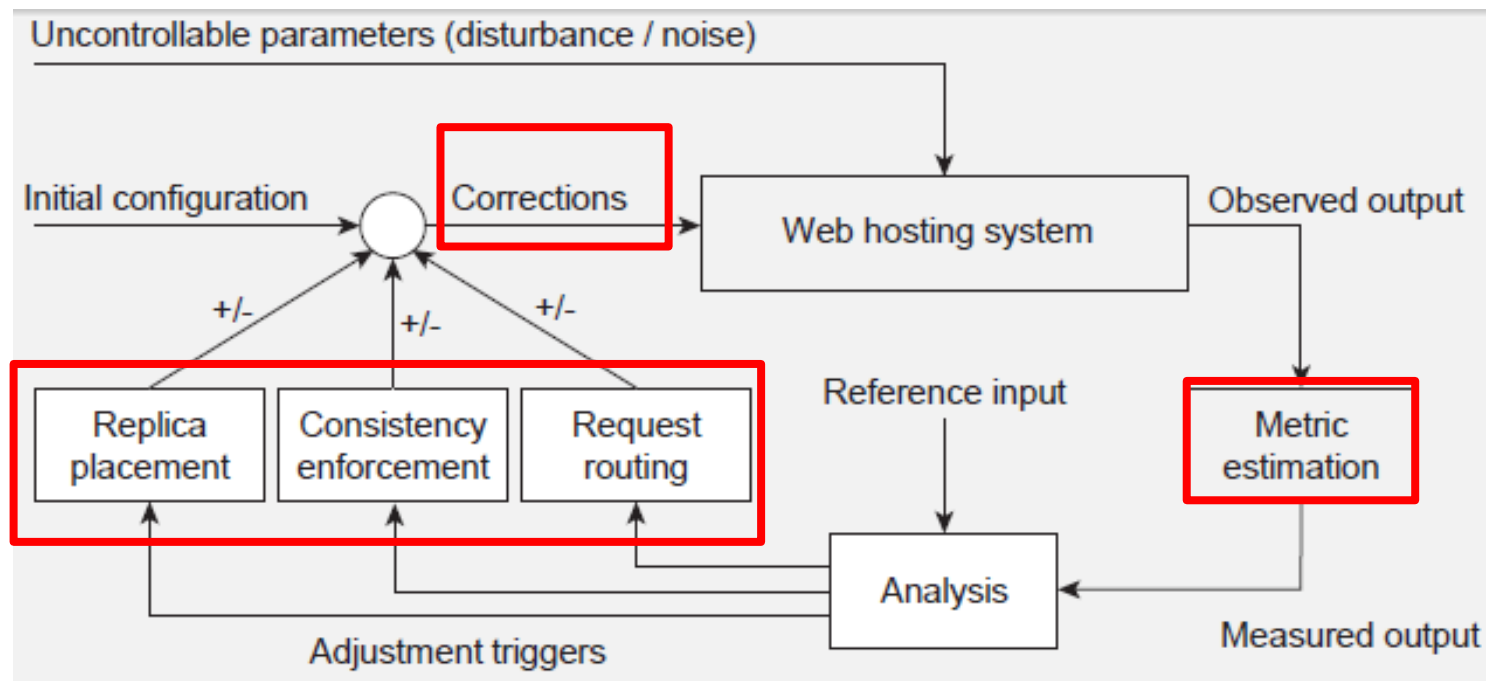 Uncontrollable parameters (disturbance / noise)
Initial configuration
Corrections
Web hosting system
Observed output
+/-
+/-
+/-
Replica
placement
Consistency
enforcement
Request
routing
Reference input
Metric
estimation
Analysis
Adjustment triggers
Measured output